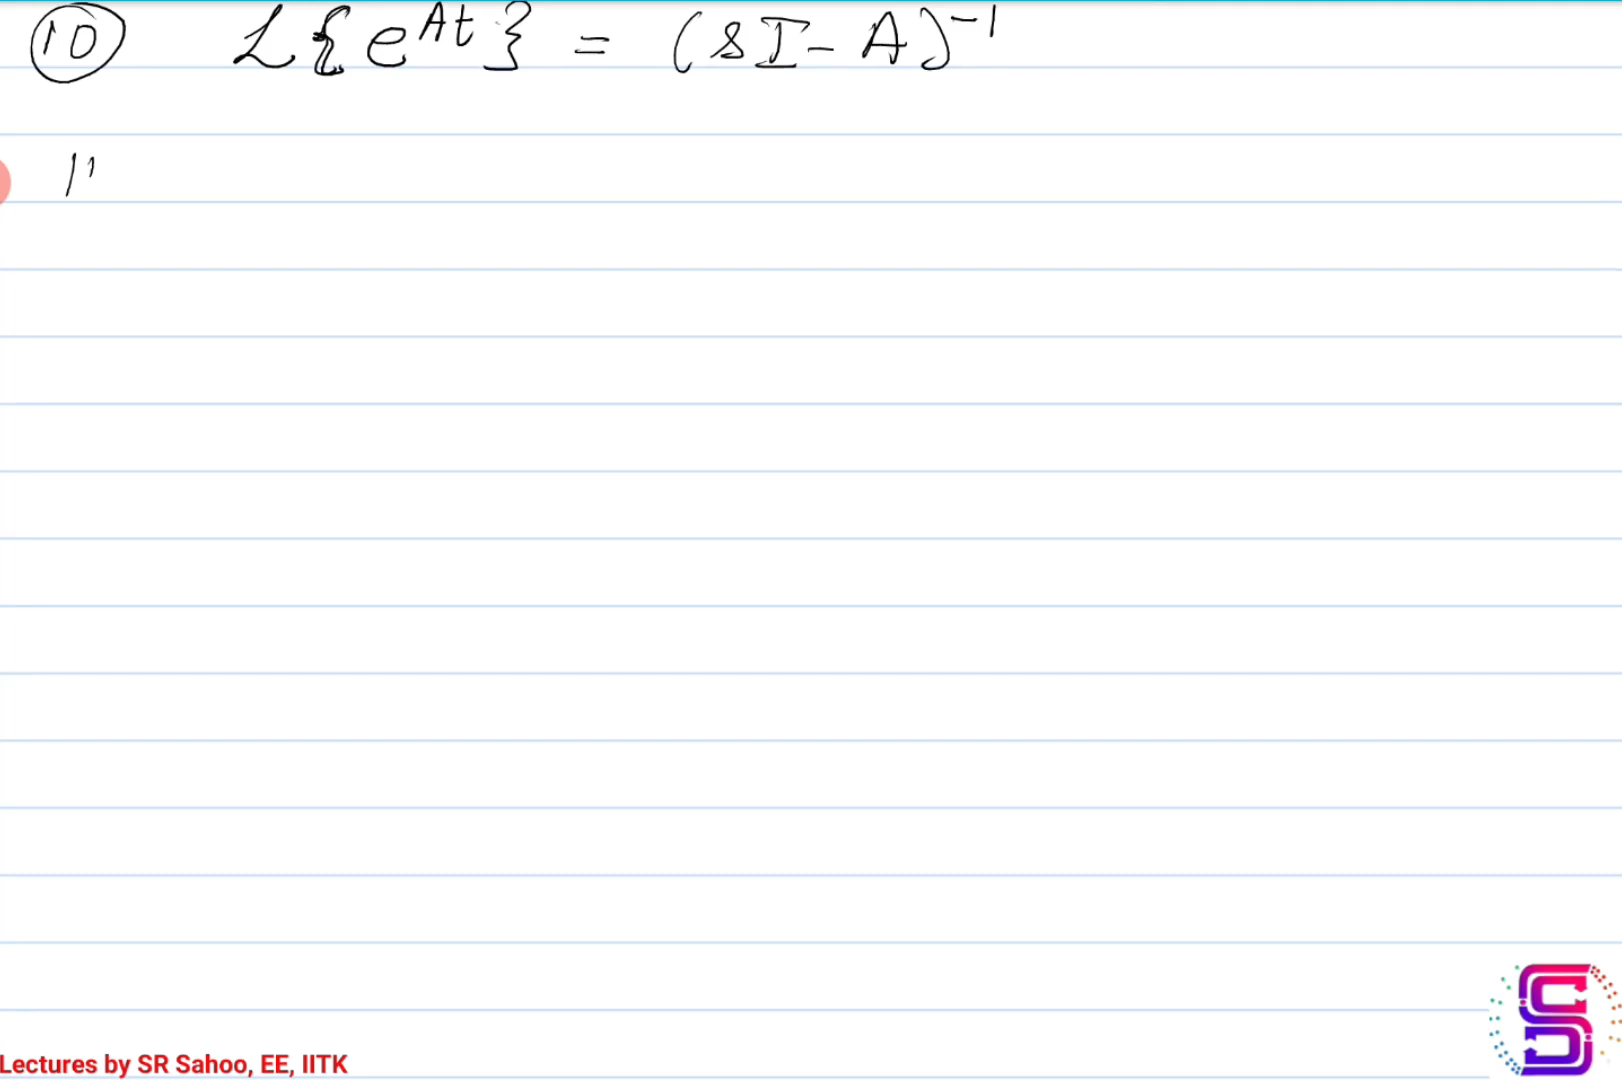 10 L{e^{At}} = (sI - A)^{-1}
11
Lectures by SR Sahoo, EE, IITK